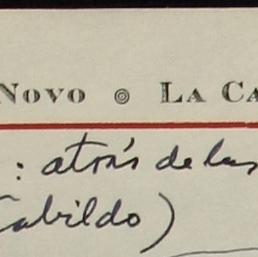 Novo ◎ La Ca
: atrás de las
Cabildo)